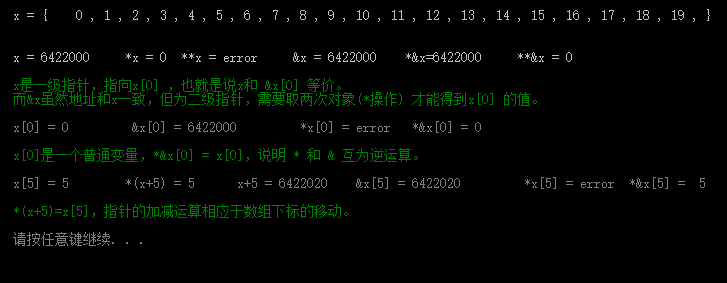 x = {    0 , 1 , 2 , 3 , 4 , 5 , 6 , 7 , 8 , 9 , 10 , 11 , 12 , 13 , 14 , 15 , 16 , 17 , 18 , 19 , }
x = 6422000     *x = 0  **x = error     &x = 6422000    *&x=6422000     **&x = 0
x是一级指针，指向x[0] ，也就是说x和 &x[0] 等价。
而&x虽然地址和x一致，但为二级指针，需要取两次对象(*操作) 才能得到x[0] 的值。
x[0] = 0         &x[0] = 6422000         *x[0] = error   *&x[0] = 0
x[0]是一个普通变量，*&x[0] = x[0]，说明 * 和 & 互为逆运算。
x[5] = 5        *(x+5) = 5      x+5 = 6422020    &x[5] = 6422020         *x[5] = error  *&x[5] =  5
*(x+5)=x[5]，指针的加减运算相应于数组下标的移动。
请按任意键继续. . .